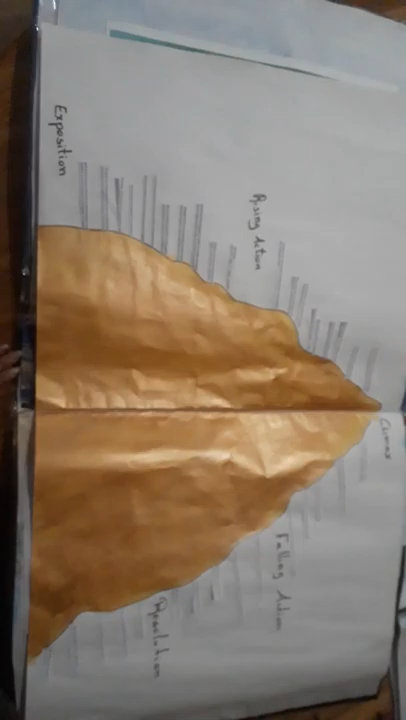 Exposition
Rising Action
Climax
Falling Action
Resolution